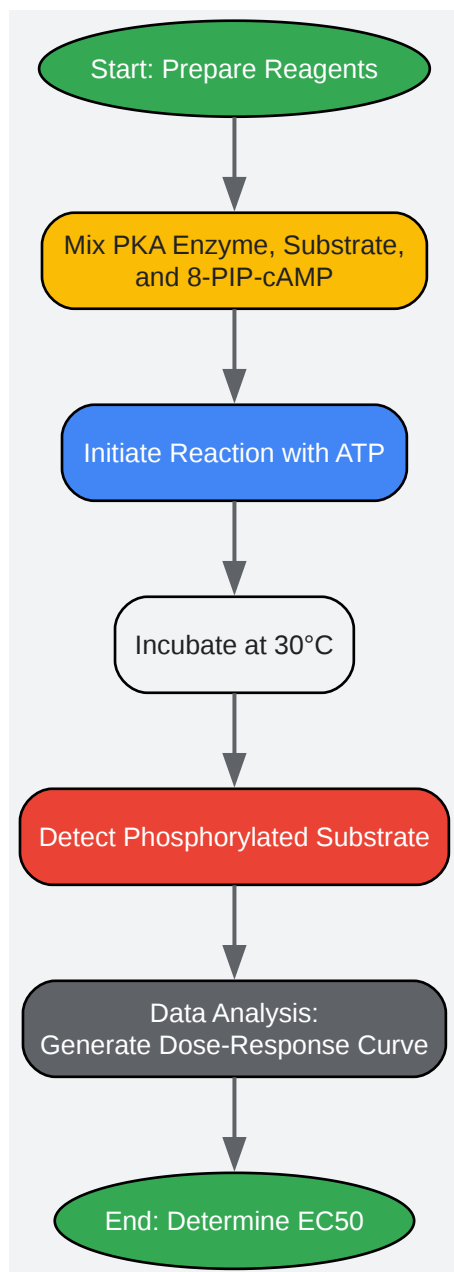 Start: Prepare Reagents
Mix PKA Enzyme, Substrate,
and 8-PIP-cAMP
Initiate Reaction with ATP
Incubate at 30°C
Detect Phosphorylated Substrate
Data Analysis:
Generate Dose-Response Curve
End: Determine EC50